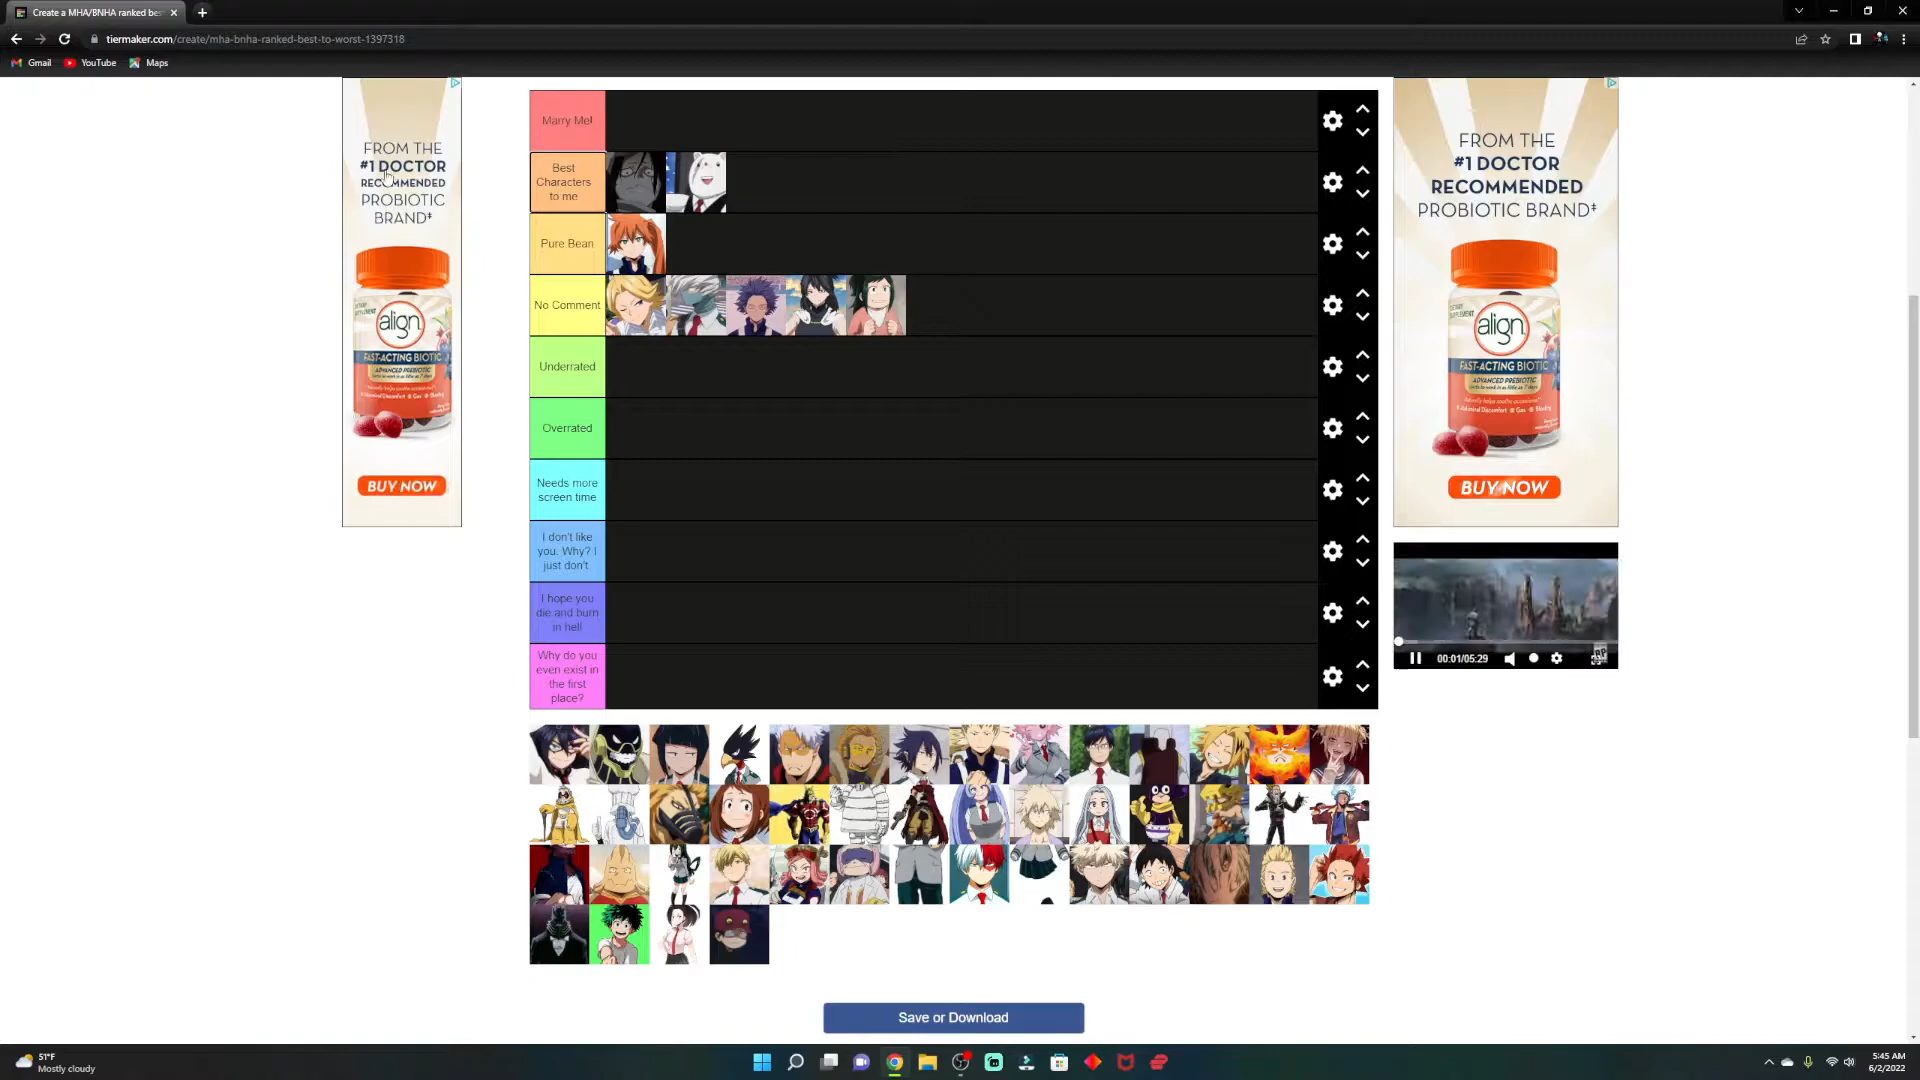 Create a MHA/BNHA ranked bes
tiermaker.com/create/mha-bnha-ranked-best-to-worst-1397318
Gmail
YouTube
Maps
FROM THE
#1 DOCTOR
RECOMMENDED
PROBIOTIC
BRAND‡
align
FAST-ACTING BIOTIC
ADVANCED PREBIOTIC
BUY NOW
Marry Me!
Best
Characters
to me
Pure Bean
No Comment
Underrated
Overrated
Needs more
screen time
I don't like
you. Why? I
just don't
I hope you
die and burn
in hell
Why do you
even exist in
the first
place?
FROM THE
#1 DOCTOR
RECOMMENDED
PROBIOTIC BRAND‡
align
FAST-ACTING BIOTIC
ADVANCED PREBIOTIC
BUY NOW
00:01/05:29
Save or Download
51°F
Mostly cloudy
5:45 AM
6/2/2022